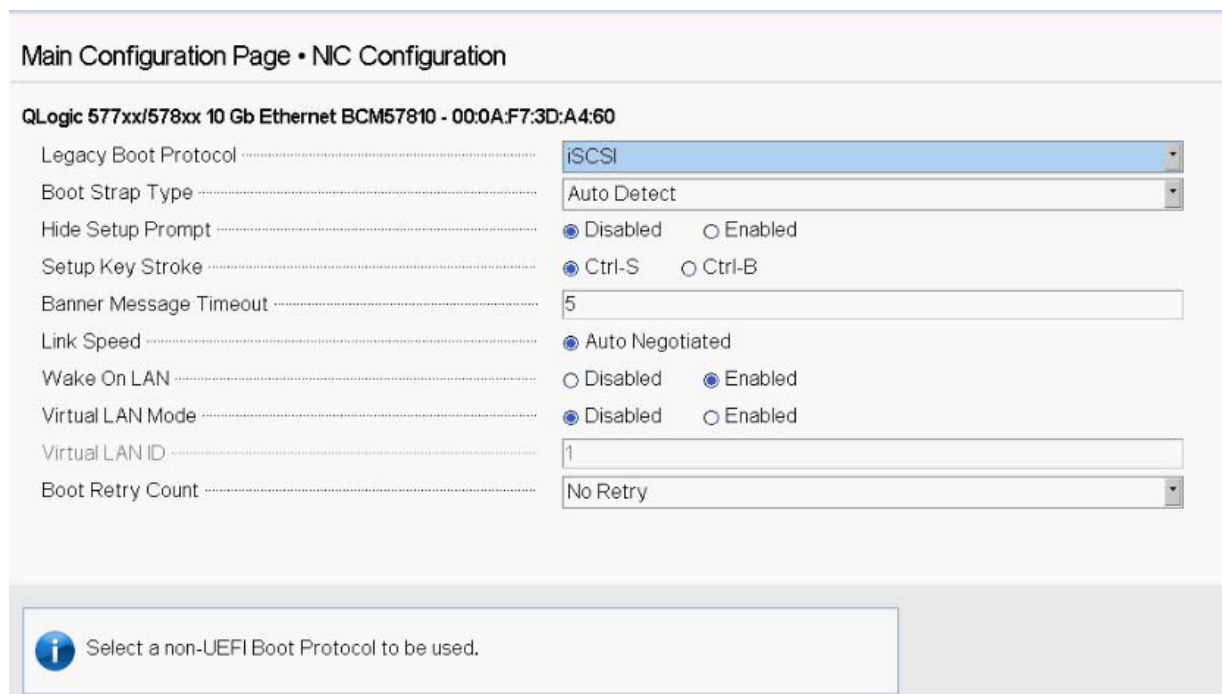 Main Configuration Page • NIC Configuration
QLogic 577xx/578xx 10 Gb Ethernet BCM57810 - 00:0A:F7:3D:A4:60
Legacy Boot Protocol iSCSI
Boot Strap Type Auto Detect
Hide Setup Prompt Disabled Enabled
Setup Key Stroke Ctrl-S Ctrl-B
Banner Message Timeout 5
Link Speed Auto Negotiated
Wake On LAN Disabled Enabled
Virtual LAN Mode Disabled Enabled
Virtual LAN ID 1
Boot Retry Count No Retry
Select a non-UEFI Boot Protocol to be used.